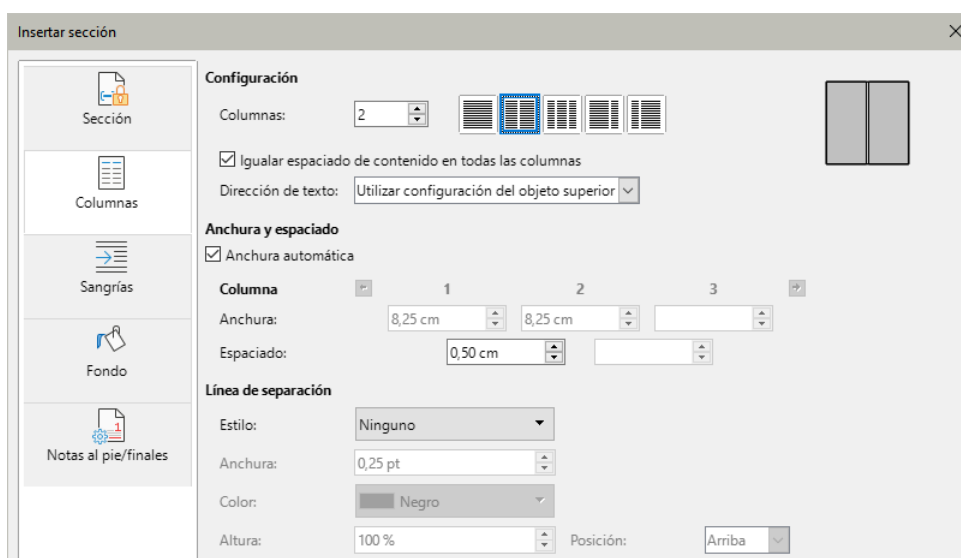 Insertar sección
Sección
Columnas
Sangrías
Fondo
Notas al pie/finales
Configuración
Columnas: 2
Igualar espaciado de contenido en todas las columnas
Dirección de texto: Utilizar configuración del objeto superior
Anchura y espaciado
Anchura automática
Columna 1 2 3
Anchura: 8,25 cm 8,25 cm
Espaciado: 0,50 cm
Línea de separación
Estilo: Ninguno
Anchura: 0,25 pt
Color: Negro
Altura: 100 % Posición: Arriba